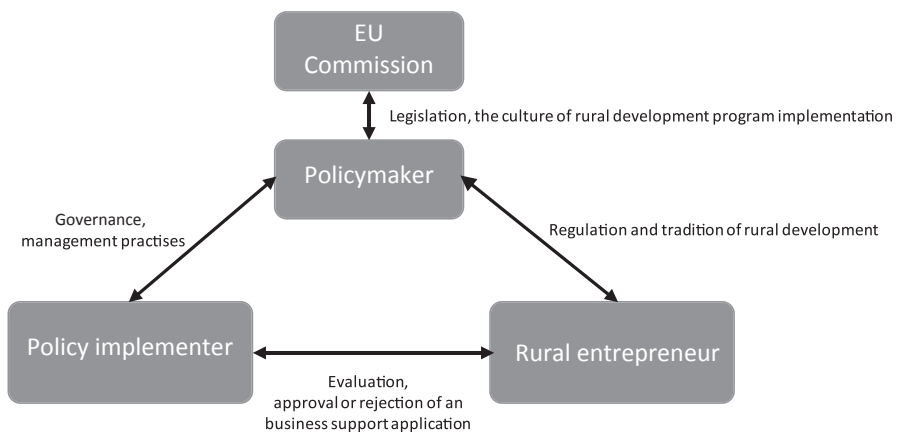 EU
Commission
Legislation, the culture of rural development program implementation
Policymaker
Governance,
management practises
Regulation and tradition of rural development
Policy implementer
Rural entrepreneur
Evaluation,
approval or rejection of an
business support application